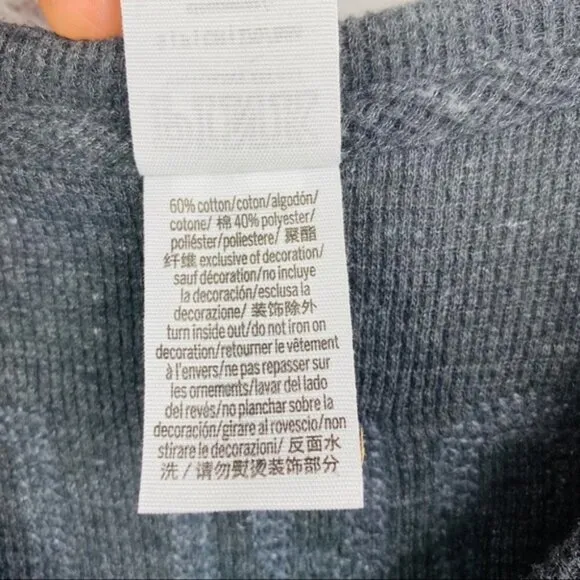 60% cotton/coton/algodón/
cotone/ 棉 40% polyester/
poliéster/poliestere/ 聚酯
纤维 exclusive of decoration/
sauf décoration/no incluye
la decoración/esclusa la
decorazione/ 装饰除外
turn inside out/do not iron on
decoration/retourner le vêtement
à l'envers/ne pas repasser sur
les ornements/lavar del lado
del revés/no planchar sobre la
decoración/girare al rovescio/non
stirare le decorazioni/ 反面水
洗 / 请勿熨烫装饰部分